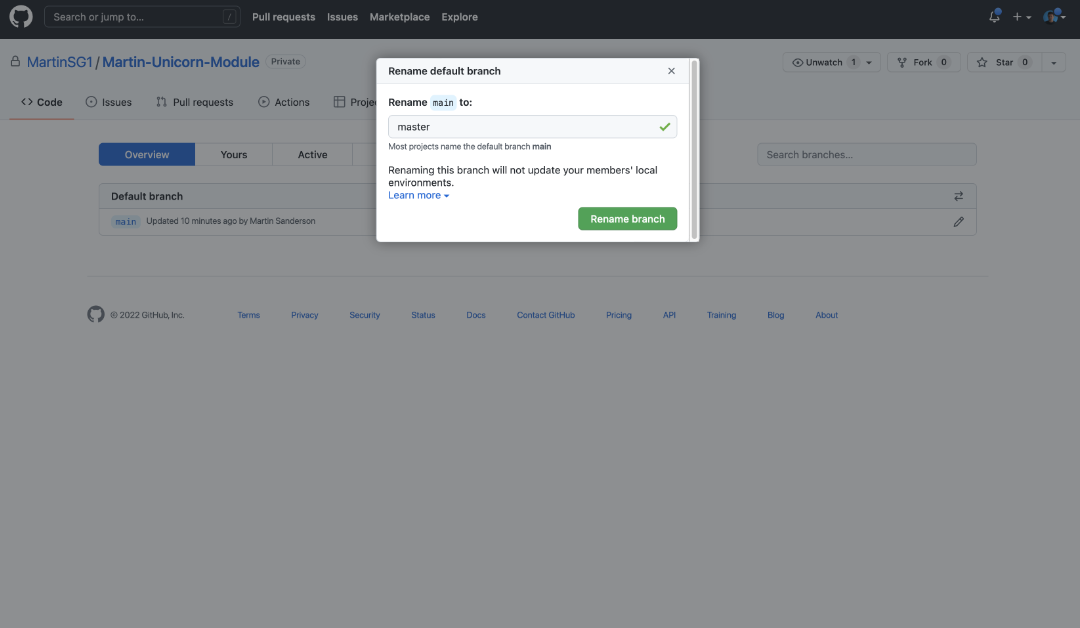 Search or jump to... /
Pull requests Issues Marketplace Explore
MartinSG1 / Martin-Unicorn-Module Private
Unwatch 1 Fork 0 Star 0
Code Issues Pull requests Actions Projec
Rename default branch
Rename main to:
master
Most projects name the default branch main
Renaming this branch will not update your members' local
environments.
Learn more
Rename branch
Overview Yours Active
Search branches...
Default branch
main Updated 10 minutes ago by Martin Sanderson
© 2022 GitHub, Inc. Terms Privacy Security Status Docs Contact GitHub Pricing API Training Blog About